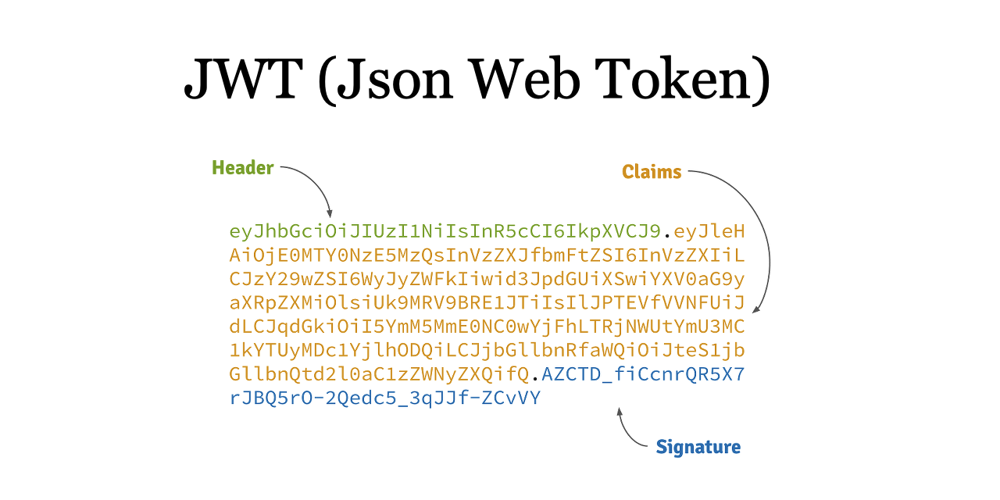 JWT (Json Web Token)
Header
Claims
eyJhbGciOiJIUzI1NiIsInR5cCI6IkpXVCJ9.eyJleH
AiOjE0MTY0NzE5MzQsInVzZXJfbmFtZSI6InVzZXIiL
CJzY29wZSI6WyJyZWFkIiwid3JpdGUiXSwiYXV0aG9y
aXRpZXMiOlsiUk9MRV9BRE1JTiIsIlJPTEVfVVNFUiJ
dLCJqdGkiOiI5YmM5MmE0NC0wYjFhLTRjNWUtYmU3MC
1kYTUyMDc1YjlhODQiLCJjbGllbnRfaWQiOiJteS1jb
GllbnQtd2l0aC1zZWNyZXQifQ.AZCTD_fiCcnrQR5X7
rJBQ5rO-2Qedc5_3qJJf-ZCvVY
Signature